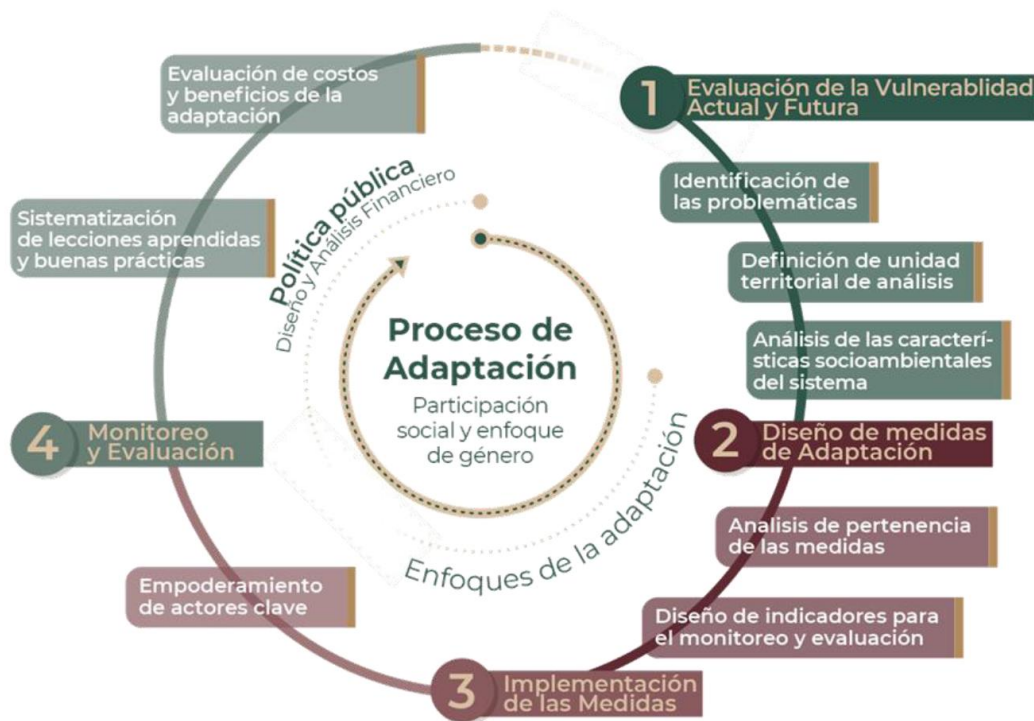 1
Evaluación de la Vulnerablidad
Actual y Futura
Identificación de
las problemáticas
Definición de unidad
territorial de análisis
Análisis de las caracterí-
sticas socioambientales
del sistema
2
Diseño de medidas
de Adaptación
Analisis de pertenencia
de las medidas
Diseño de indicadores para
el monitoreo y evaluación
3
Implementación
de las Medidas
Empoderamiento
de actores clave
4
Monitoreo
y Evaluación
Sistematización
de lecciones aprendidas
y buenas prácticas
Evaluación de costos
y beneficios de la
adaptación
Política pública
Diseño y Análisis Financiero
Proceso de
Adaptación
Participación
social y enfoque
de género
Enfoques de la adaptación